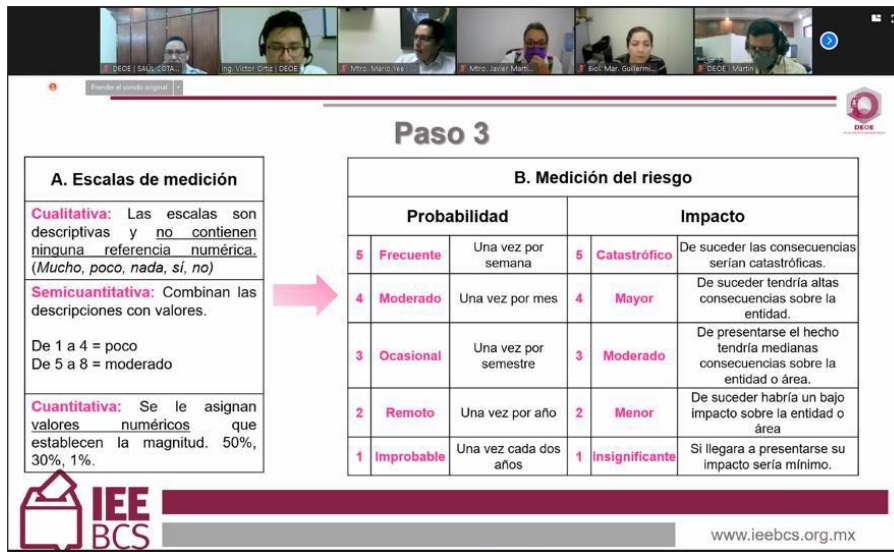 DEOE | SAÚL COTA...
Ing. Víctor Ortiz | DEOE
Mtro. Mario Yee
Mtro. Javier Martí...
Biol. Mar. Guillermi...
DEOE | Martín
Prender el sonido original
DEOE
Paso 3
A. Escalas de medición
Cualitativa: Las escalas son
descriptivas y no contienen
ninguna referencia numérica.
(Mucho, poco, nada, sí, no)
Semicuantitativa: Combinan las
descripciones con valores.
De 1 a 4 = poco
De 5 a 8 = moderado
Cuantitativa: Se le asignan
valores numéricos que
establecen la magnitud. 50%,
30%, 1%.
B. Medición del riesgo
Probabilidad
Impacto
5 Frecuente Una vez por
semana
5 Catastrófico De suceder las consecuencias
serían catastróficas.
4 Moderado Una vez por mes
4 Mayor De suceder tendría altas
consecuencias sobre la
entidad.
3 Ocasional Una vez por
semestre
3 Moderado De presentarse el hecho
tendría medianas
consecuencias sobre la
entidad o área.
2 Remoto Una vez por año
2 Menor De suceder habría un bajo
impacto sobre la entidad o
área
1 Improbable Una vez cada dos
años
1 Insignificante Si llegara a presentarse su
impacto sería mínimo.
IEE
BCS
www.ieebcs.org.mx